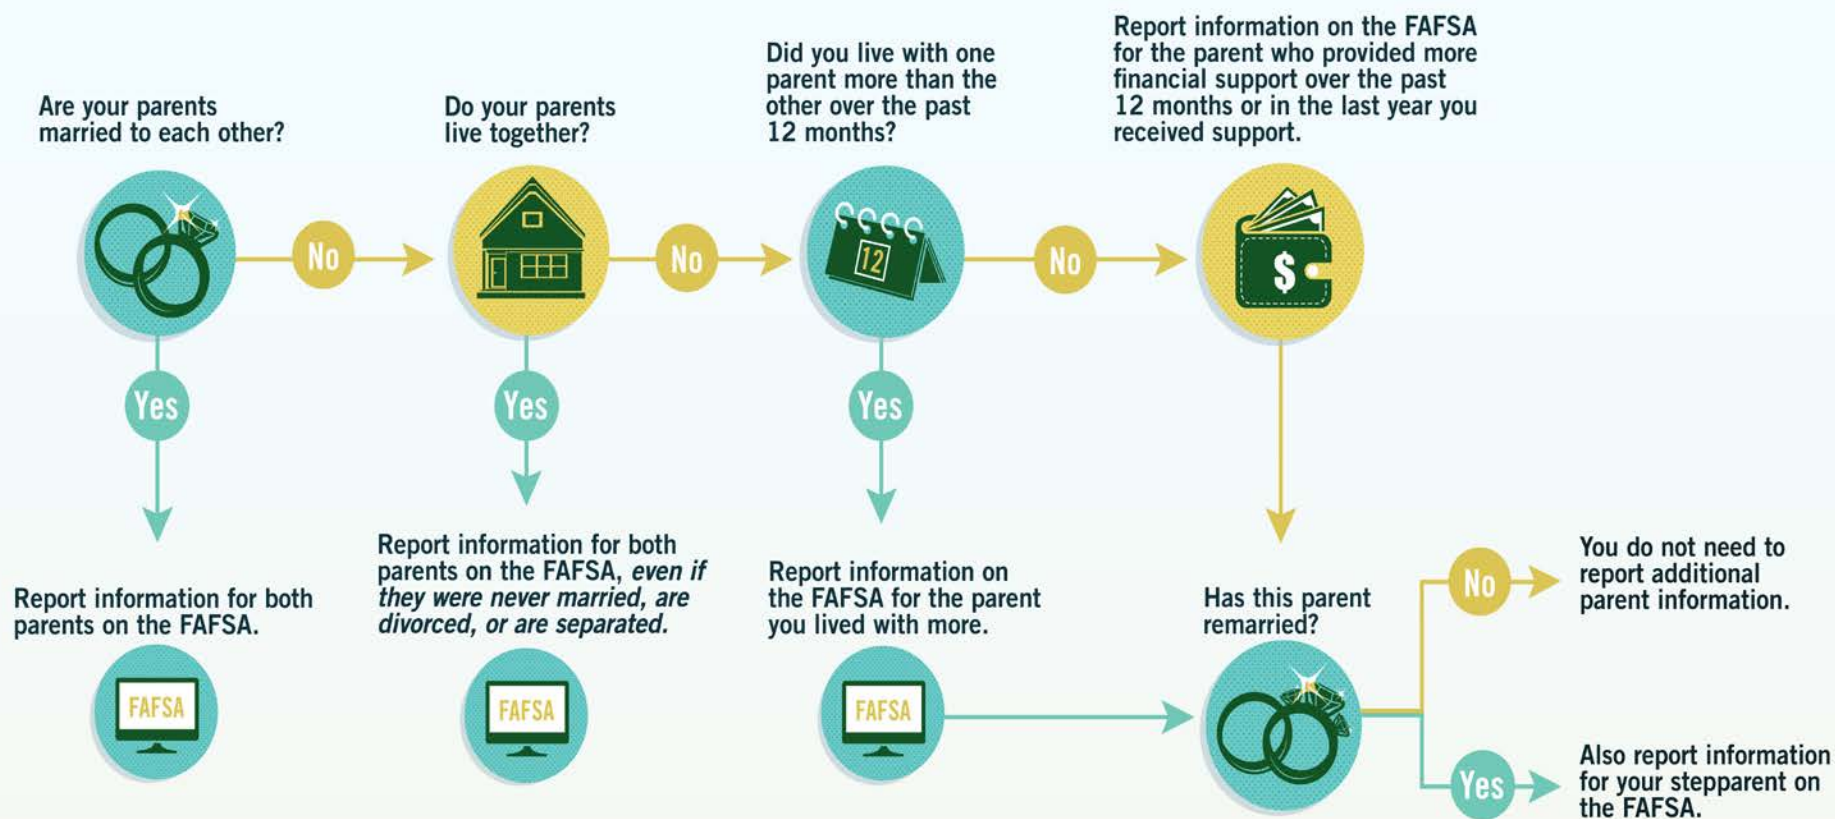 Are your parents
married to each other?
No
Yes
Report information for both
parents on the FAFSA.
FAFSA
Do your parents
live together?
No
Yes
Report information for both
parents on the FAFSA, even if
they were never married, are
divorced, or are separated.
FAFSA
Did you live with one
parent more than the
other over the past
12 months?
12
No
Yes
Report information on
the FAFSA for the parent
you lived with more.
FAFSA
Report information on the FAFSA
for the parent who provided more
financial support over the past
12 months or in the last year you
received support.
$
Has this parent
remarried?
No
You do not need to
report additional
parent information.
Yes
Also report information
for your stepparent on
the FAFSA.